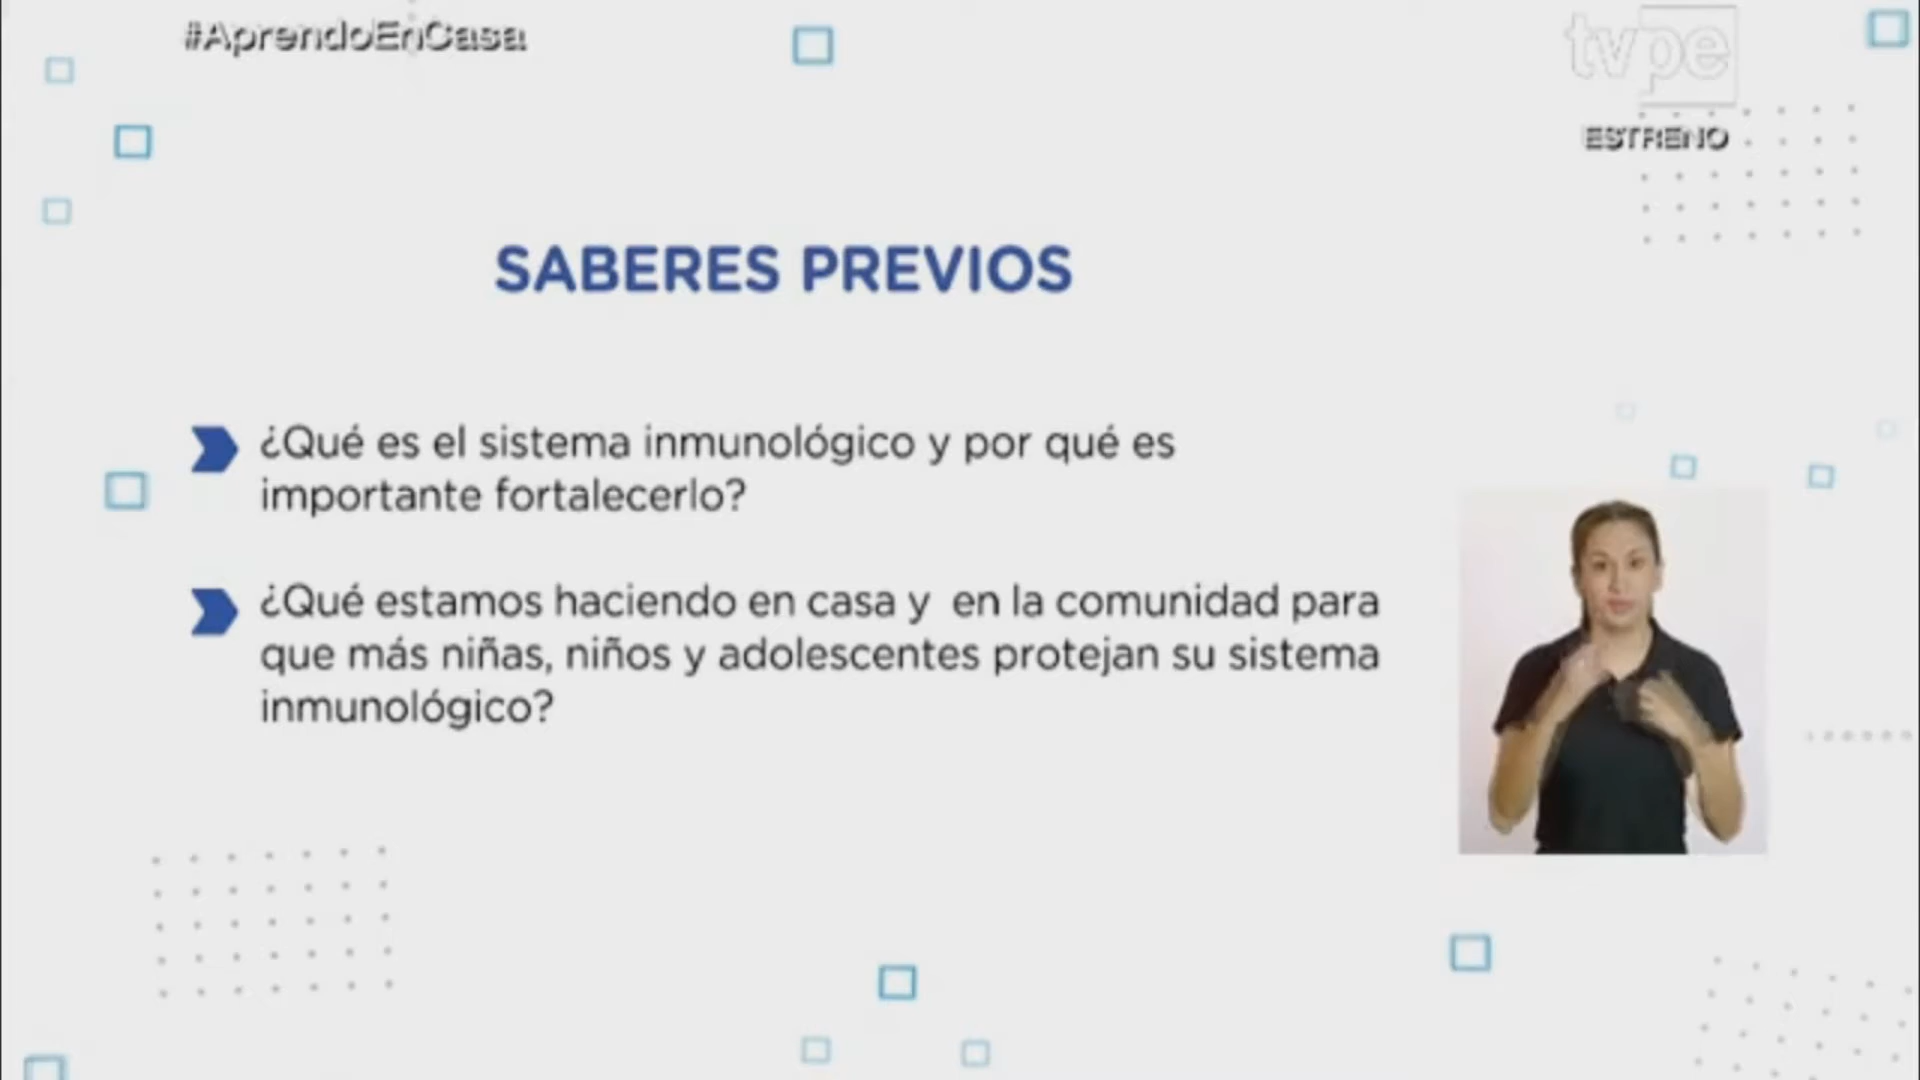 #AprendoEnCasa
tvpe
ESTRENO
SABERES PREVIOS
¿Qué es el sistema inmunológico y por qué es
importante fortalecerlo?
¿Qué estamos haciendo en casa y en la comunidad para
que más niñas, niños y adolescentes protejan su sistema
inmunológico?